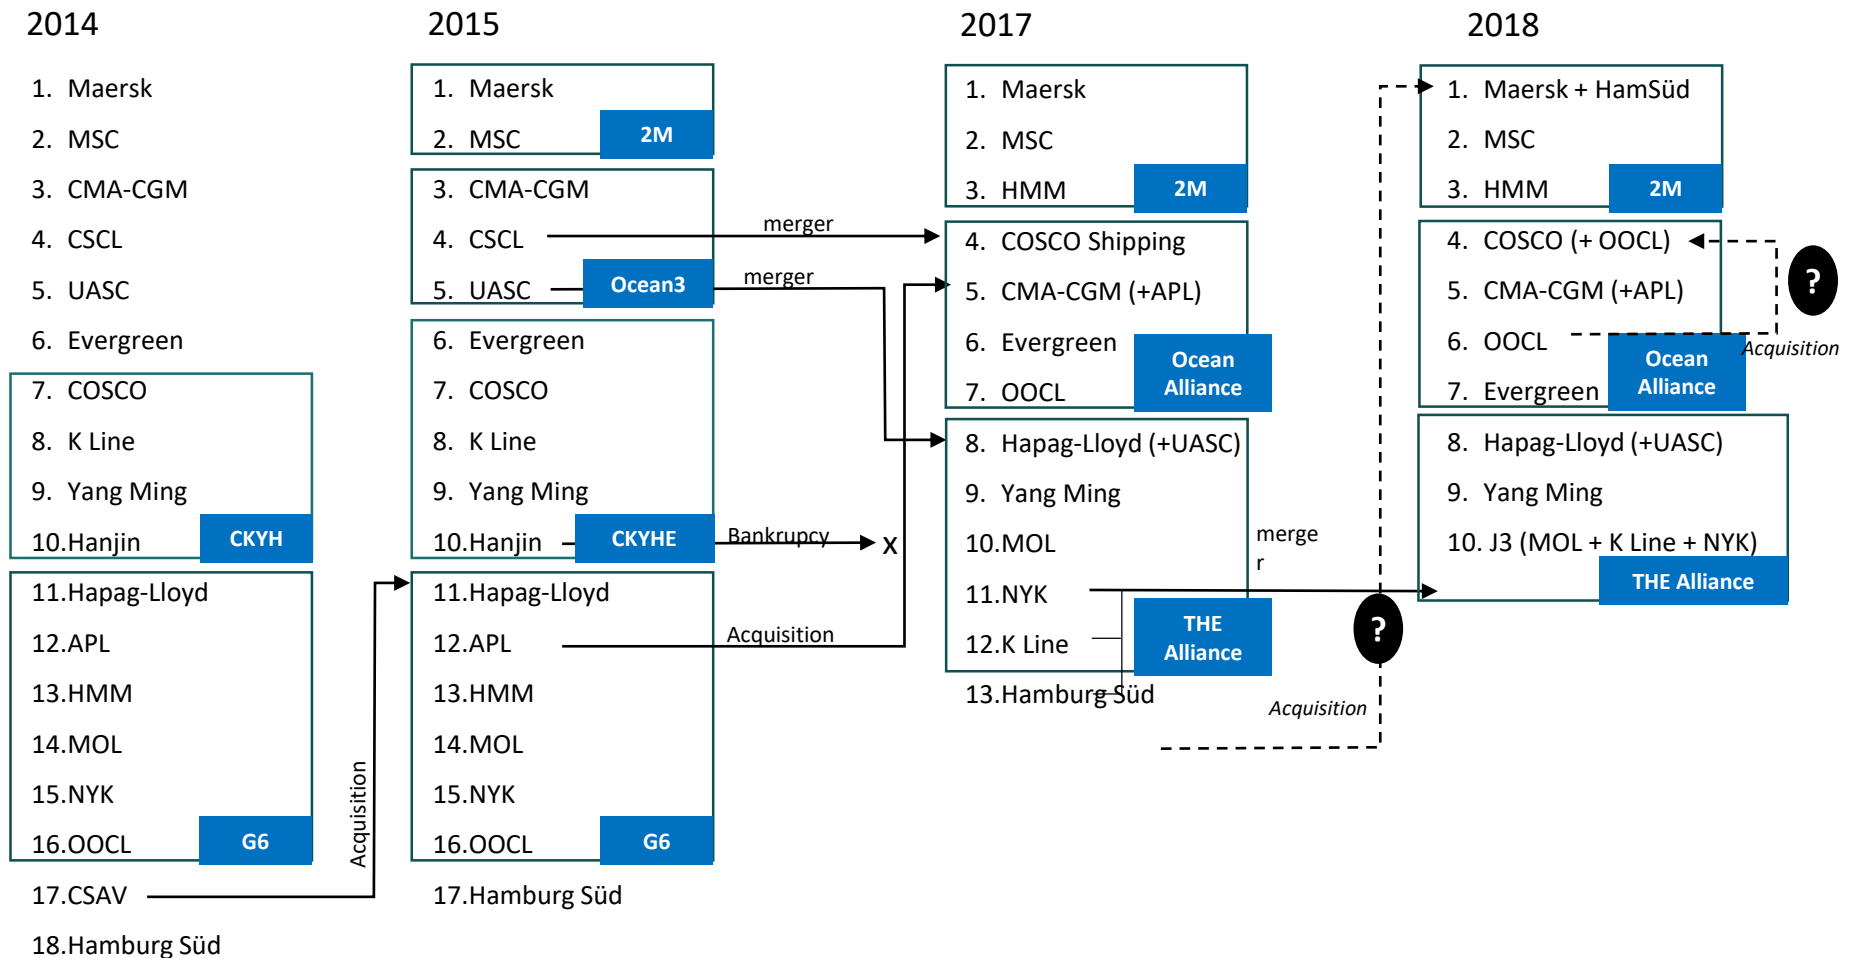 2014
1. Maersk
2. MSC
3. CMA-CGM
4. CSCL
5. UASC
6. Evergreen
7. COSCO
8. K Line
9. Yang Ming
10.Hanjin
CKYH
11.Hapag-Lloyd
12.APL
13.HMM
14.MOL
15.NYK
16.OOCL
G6
17.CSAV
18.Hamburg Süd
Acquisition
2015
1. Maersk
2. MSC
2M
3. CMA-CGM
4. CSCL
5. UASC
Ocean3
6. Evergreen
7. COSCO
8. K Line
9. Yang Ming
10.Hanjin
CKYHE
11.Hapag-Lloyd
12.APL
13.HMM
14.MOL
15.NYK
16.OOCL
G6
17.Hamburg Süd
merger
merger
Bankrupcy
X
Acquisition
2017
1. Maersk
2. MSC
3. HMM
2M
4. COSCO Shipping
5. CMA-CGM (+APL)
6. Evergreen
7. OOCL
Ocean
Alliance
8. Hapag-Lloyd (+UASC)
9. Yang Ming
10.MOL
11.NYK
12.K Line
THE
Alliance
13.Hamburg Süd
merge
r
?
Acquisition
2018
1. Maersk + HamSüd
2. MSC
3. HMM
2M
4. COSCO (+ OOCL)
5. CMA-CGM (+APL)
6. OOCL
7. Evergreen
Ocean
Alliance
?
Acquisition
8. Hapag-Lloyd (+UASC)
9. Yang Ming
10. J3 (MOL + K Line + NYK)
THE Alliance